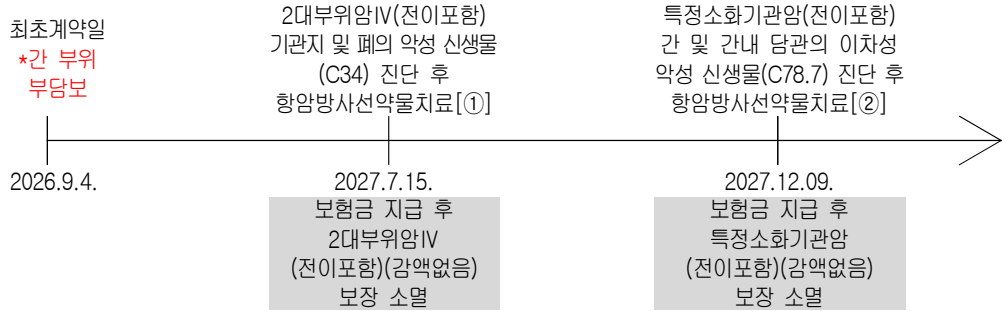 최초계약일
*간 부위
부담보
2대부위암Ⅳ(전이포함)
기관지 및 폐의 악성 신생물
(C34) 진단 후
항암방사선약물치료[①]
특정소화기관암(전이포함)
간 및 간내 담관의 이차성
악성 신생물(C78.7) 진단 후
항암방사선약물치료[②]
2026.9.4.
2027.7.15.
보험금 지급 후
2대부위암Ⅳ
(전이포함)(감액없음)
보장 소멸
2027.12.09.
보험금 지급 후
특정소화기관암
(전이포함)(감액없음)
보장 소멸